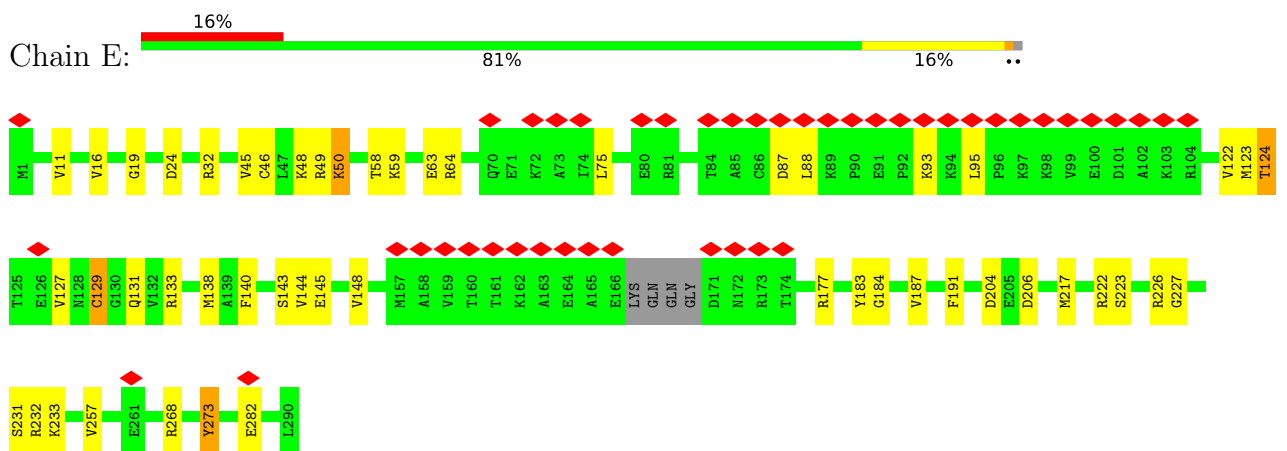 16%
Chain E:
81% 16% ••
M1 V11 V16 G19 D24 R32 V45 C46 L47 K48 R49 K50 T58 K59 E63 R64 Q70 E71 K72 A73 I74 L75 E80 R81 T84 A85 C86 D87 L88 K89 P90 E91 P92 K93 K94 L95 P96 K97 K98 V99 E100 D101 A102 K103 R104 V122 M123 T124
T125 E126 V127 N128 C129 G130 Q131 V132 R133 M138 A139 F140 S143 V144 E145 V148 M157 A158 V159 T160 T161 K162 A163 E164 A165 E166 LYS GLN GLN GLY D171 N172 R173 T174 R177 Y183 G184 V187 F191 D204 E205 D206 M217 R222 S223 R226 G227
S231 R232 K233 V257 E261 R268 Y273 E282 L290